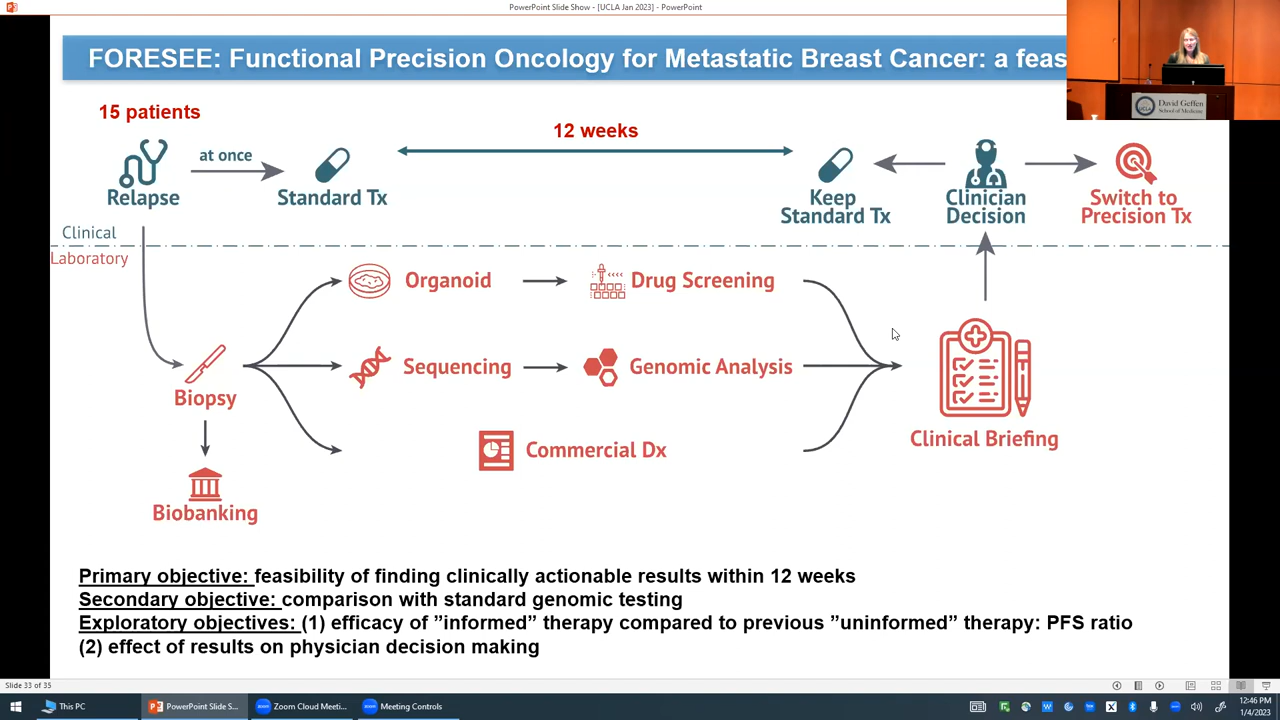 PowerPoint Slide Show - [UCLA Jan 2023] - PowerPoint
FORESEE: Functional Precision Oncology for Metastatic Breast Cancer: a feas
UCLA
David Geffen
School of Medicine
15 patients
12 weeks
at once
Relapse
Standard Tx
Keep
Standard Tx
Clinician
Decision
Switch to
Precision Tx
Clinical
Laboratory
Organoid
Drug Screening
Sequencing
Genomic Analysis
Biopsy
Commercial Dx
Clinical Briefing
Biobanking
Primary objective: feasibility of finding clinically actionable results within 12 weeks
Secondary objective: comparison with standard genomic testing
Exploratory objectives: (1) efficacy of ”informed” therapy compared to previous ”uninformed” therapy: PFS ratio
(2) effect of results on physician decision making
Slide 33 of 35
This PC
PowerPoint Slide S...
Zoom Cloud Meeti...
Meeting Controls
12:46 PM
1/4/2023